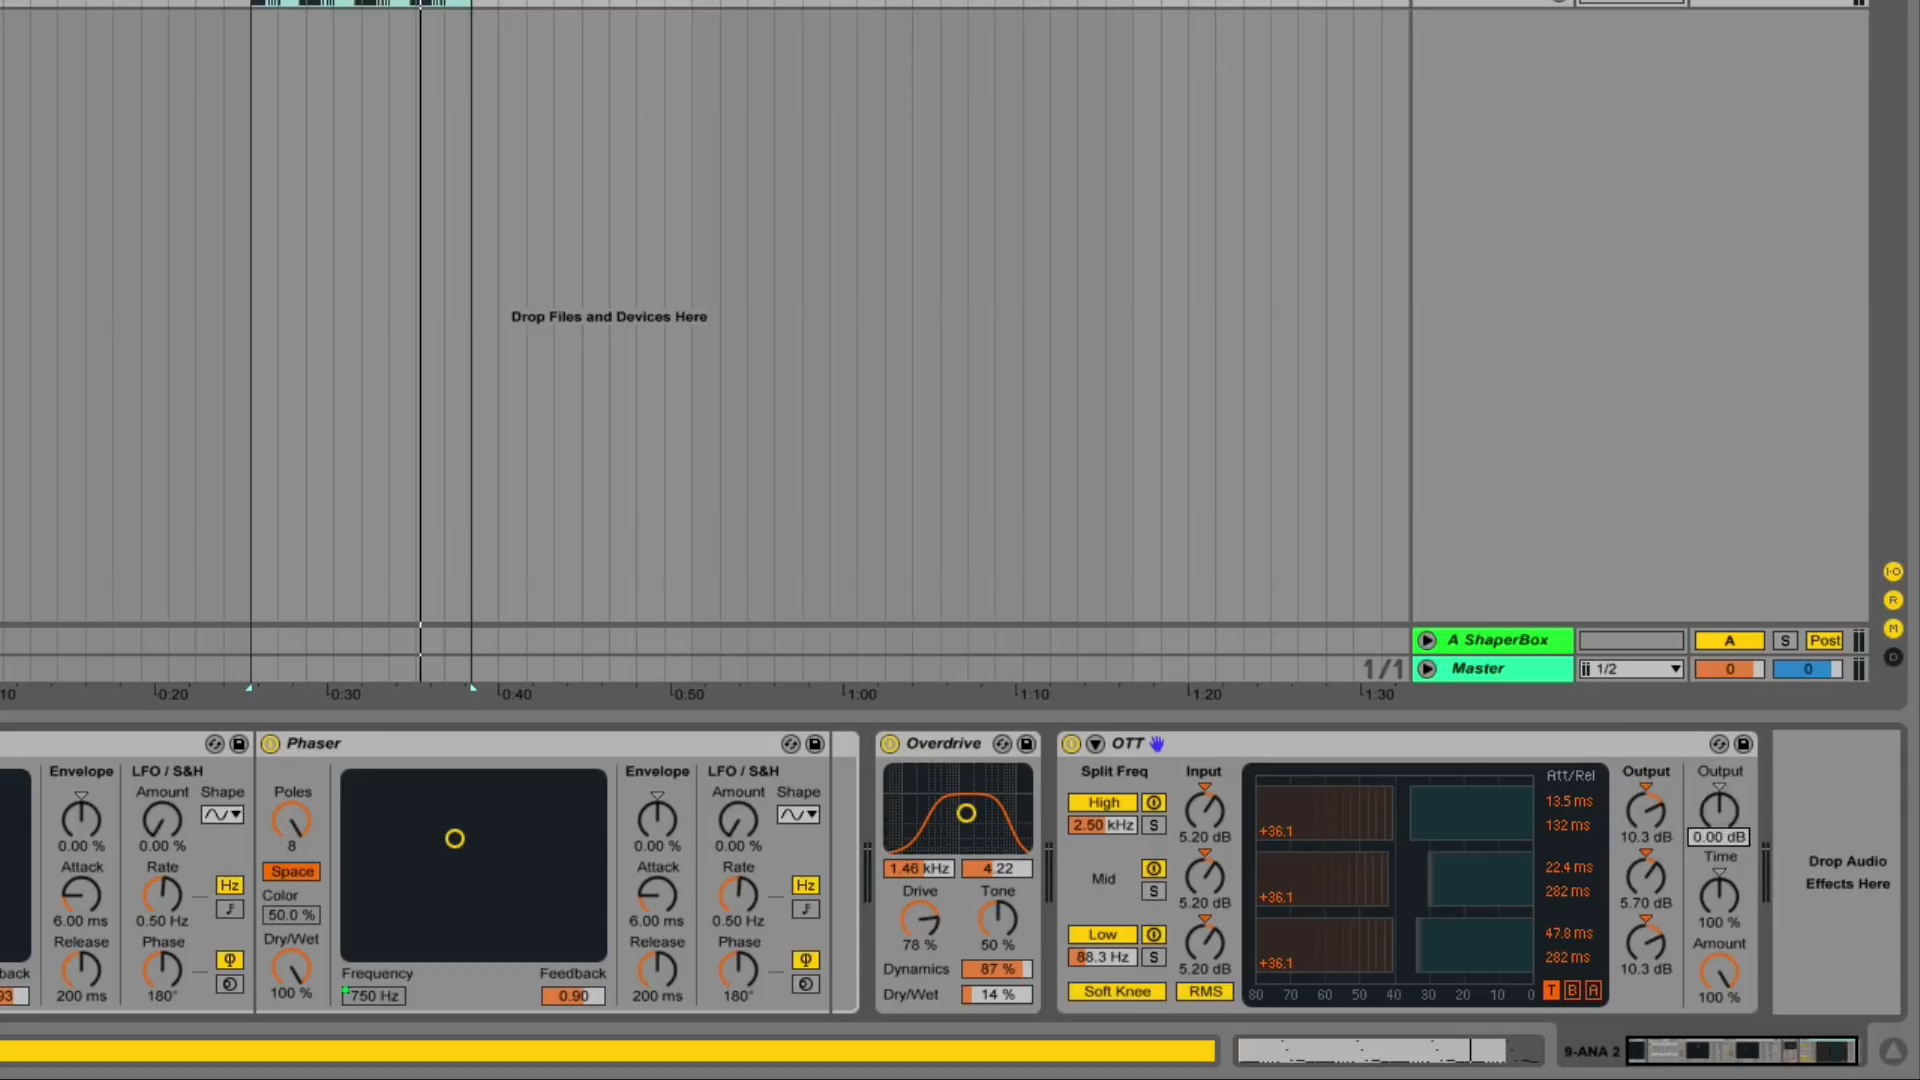 Drop Files and Devices Here
A ShaperBox
A
S
Post
1/1
Master
1/2
0
0
10
0:20
0:30
0:40
0:50
1:00
1:10
1:20
1:30
I·O
R
M
D
Envelope
LFO / S&H
Amount
Shape
0.00 %
0.00 %
Attack
Rate
Hz
6.00 ms
0.50 Hz
Release
Phase
200 ms
180°
back
93
Phaser
Poles
8
Space
Color
50.0 %
Dry/Wet
100 %
Frequency
750 Hz
Feedback
0.90
Envelope
LFO / S&H
Amount
Shape
0.00 %
0.00 %
Attack
Rate
Hz
6.00 ms
0.50 Hz
Release
Phase
200 ms
180°
Overdrive
1.46 kHz
4.22
Drive
Tone
78 %
50 %
Dynamics
87 %
Dry/Wet
14 %
OTT
Split Freq
Input
High
2.50 kHz
S
5.20 dB
Mid
S
5.20 dB
Low
88.3 Hz
S
5.20 dB
Soft Knee
RMS
+36.1
+36.1
+36.1
80 70 60 50 40 30 20 10 0
Att/Rel
13.5 ms
132 ms
22.4 ms
282 ms
47.8 ms
282 ms
T B A
Output
10.3 dB
5.70 dB
10.3 dB
Output
0.00 dB
Time
100 %
Amount
100 %
Drop Audio
Effects Here
9-ANA 2